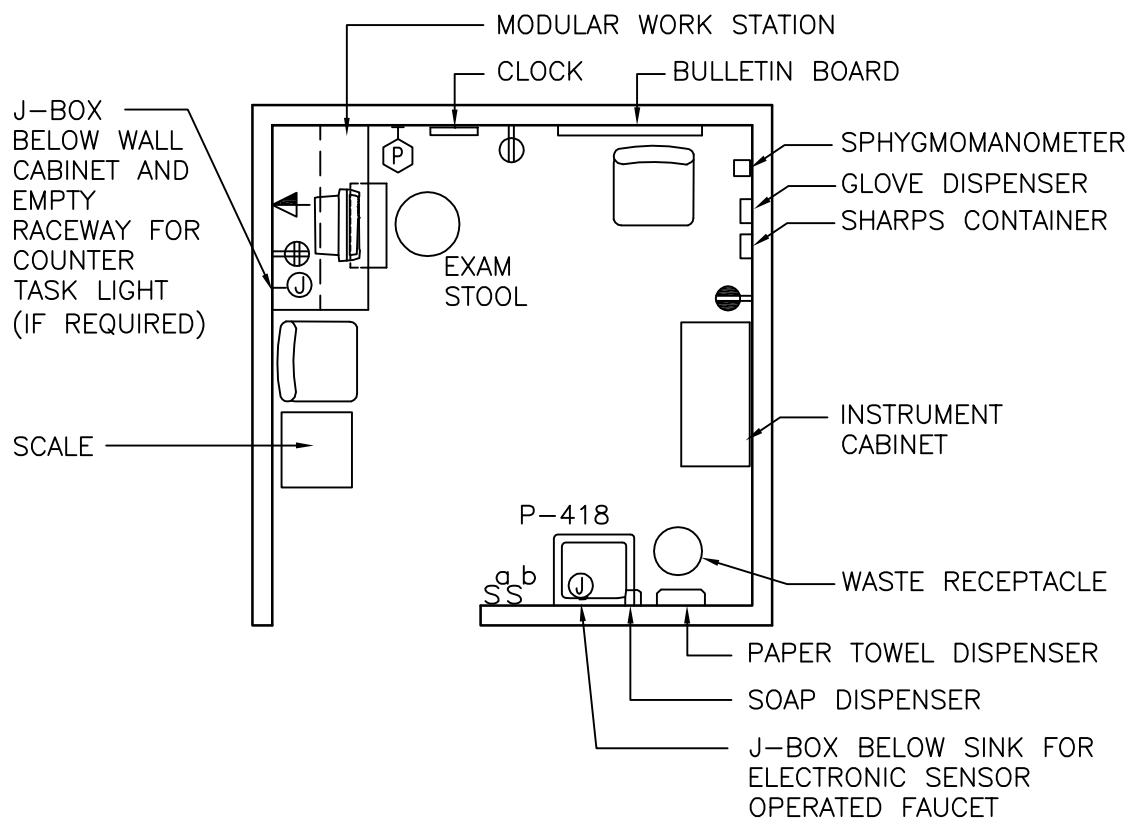 MODULAR WORK STATION
CLOCK
BULLETIN BOARD
J-BOX
BELOW WALL
CABINET AND
EMPTY
RACEWAY FOR
COUNTER
TASK LIGHT
(IF REQUIRED)
SPHYGMOMANOMETER
GLOVE DISPENSER
SHARPS CONTAINER
P
J
EXAM
STOOL
SCALE
INSTRUMENT
CABINET
P-418
a b
SS
J
WASTE RECEPTACLE
PAPER TOWEL DISPENSER
SOAP DISPENSER
J-BOX BELOW SINK FOR
ELECTRONIC SENSOR
OPERATED FAUCET